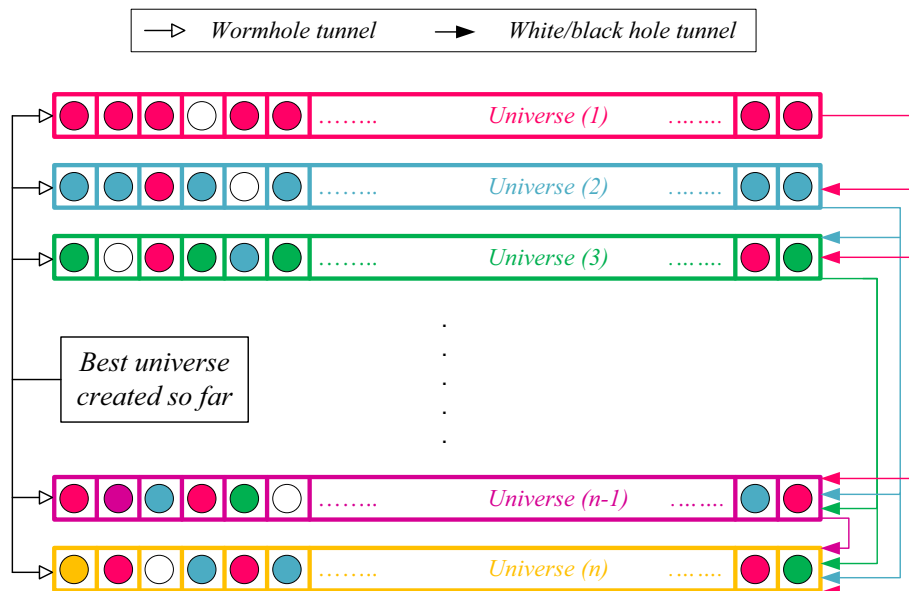 Wormhole tunnel White/black hole tunnel
........ Universe (1) ........
........ Universe (2) ........
........ Universe (3) ........
Best universe
created so far
........ Universe (n-1) ........
........ Universe (n) ........